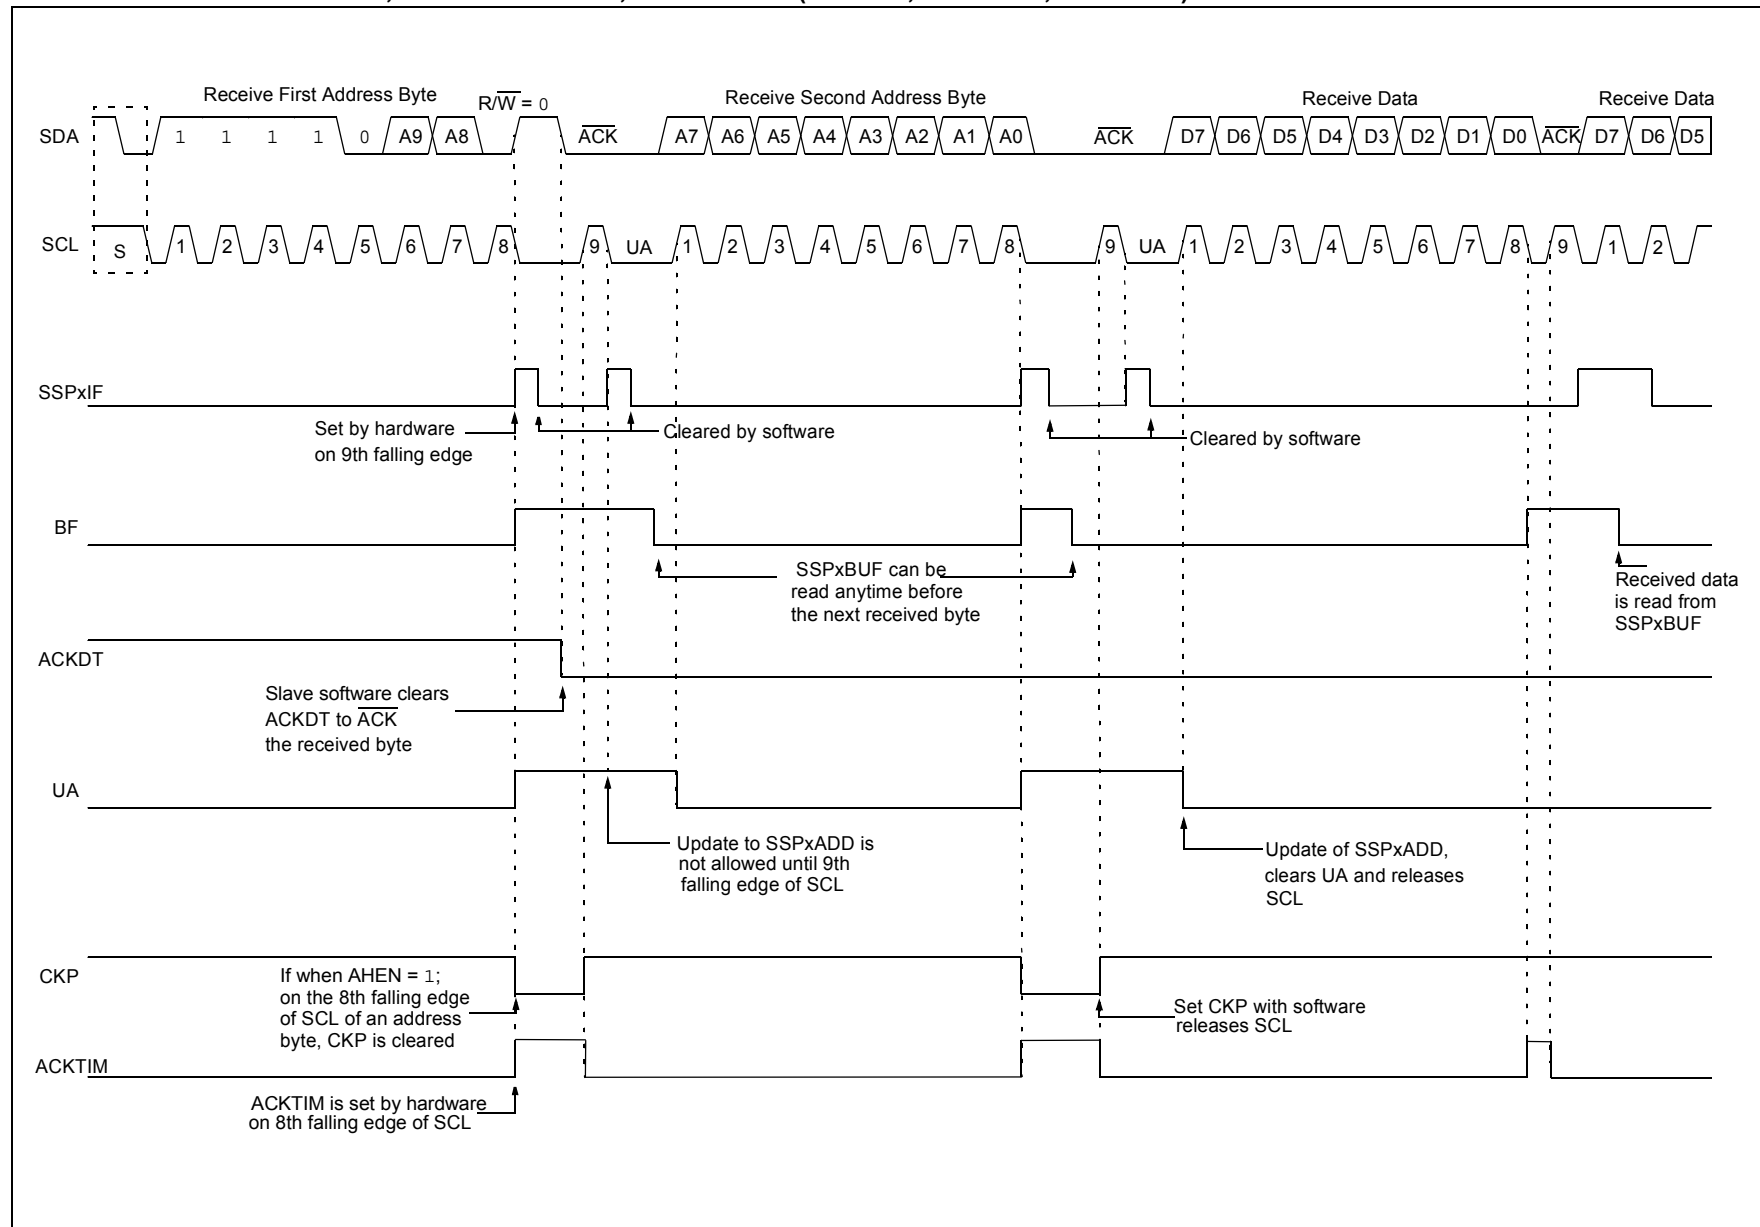 Receive First Address Byte
R/W = 0
Receive Second Address Byte
Receive Data
Receive Data
SDA
1 1 1 1 0 A9 A8
ACK
A7 A6 A5 A4 A3 A2 A1 A0
ACK
D7 D6 D5 D4 D3 D2 D1 D0 ACK D7 D6 D5
SCL
S
1 2 3 4 5 6 7 8 9 UA 1 2 3 4 5 6 7 8 9 UA 1 2 3 4 5 6 7 8 9 1 2
SSPxIF
Set by hardware
on 9th falling edge
Cleared by software
Cleared by software
BF
SSPxBUF can be
read anytime before
the next received byte
Received data
is read from
SSPxBUF
ACKDT
Slave software clears
ACKDT to ACK
the received byte
UA
Update to SSPxADD is
not allowed until 9th
falling edge of SCL
Update of SSPxADD,
clears UA and releases
SCL
CKP
If when AHEN = 1;
on the 8th falling edge
of SCL of an address
byte, CKP is cleared
Set CKP with software
releases SCL
ACKTIM
ACKTIM is set by hardware
on 8th falling edge of SCL